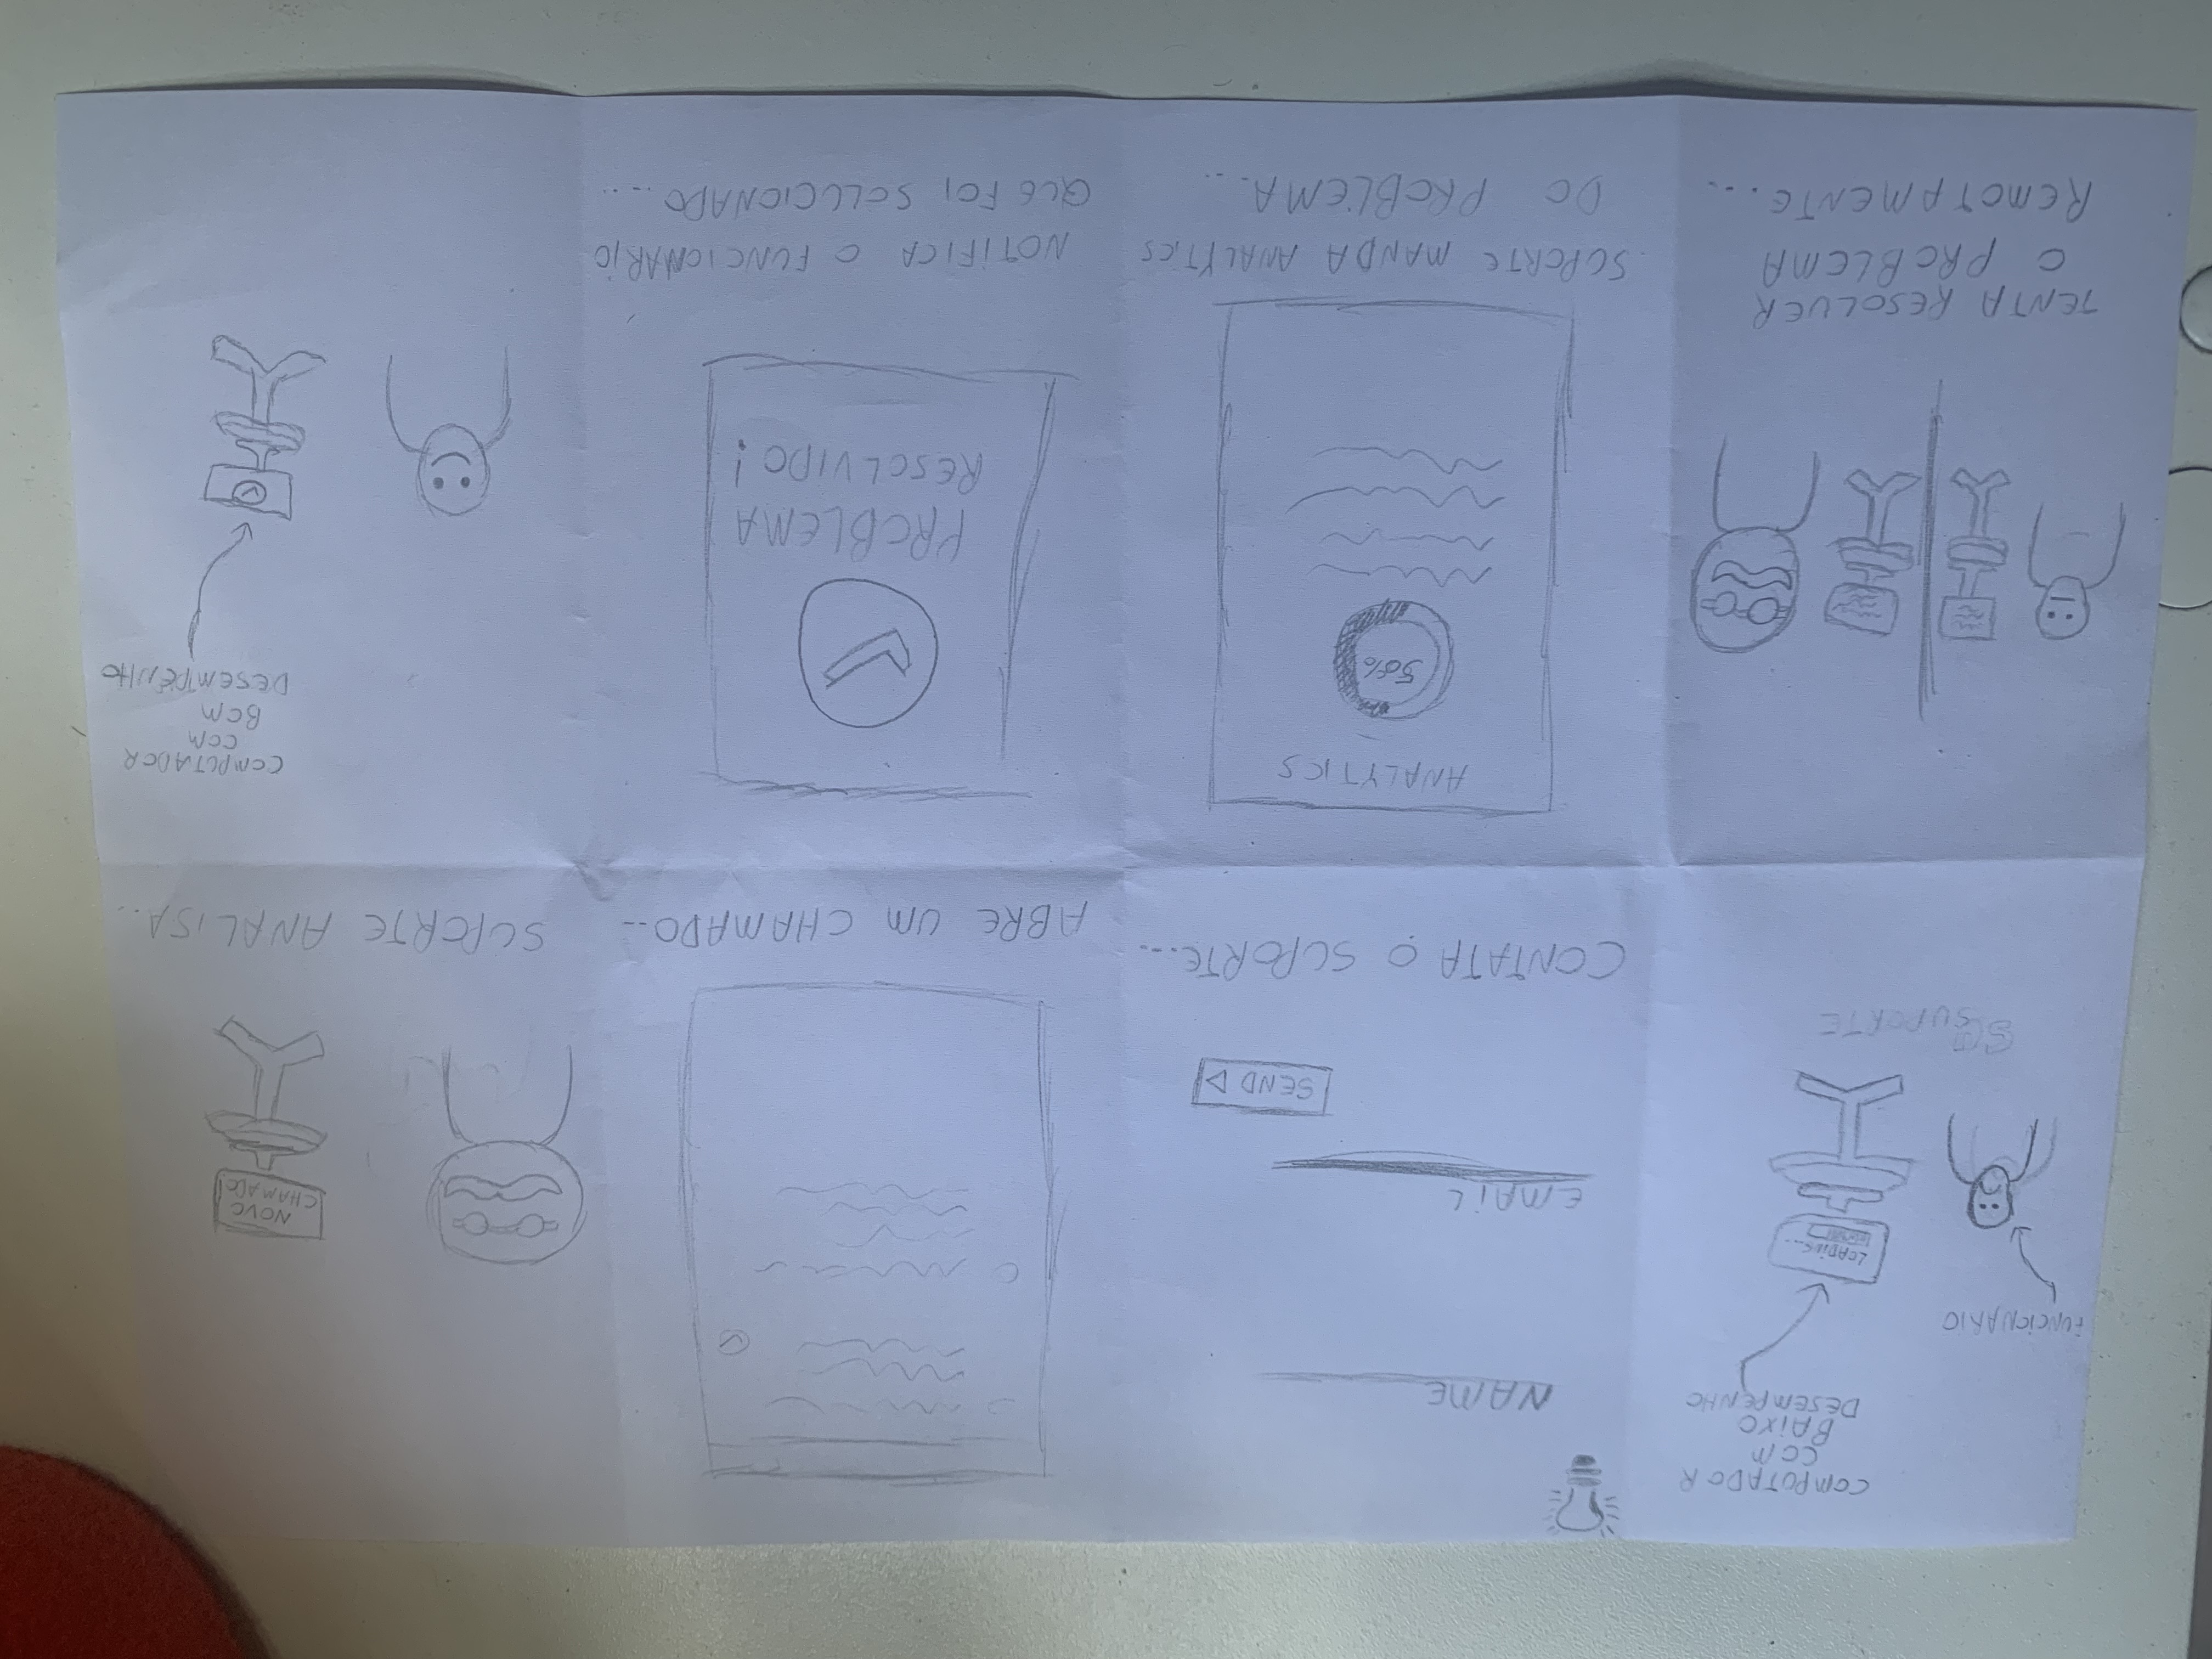 COMPUTADOR
COM
BAIXO
DESEMPENHO
FUNCIONARIO
LOADING...
SUPORTE
NAME
EMAIL
SEND
CONTATA O SUPORTE...
ABRE UM CHAMADO..
NOVO
CHAMADO!
SUPORTE ANALISA..
TENTA RESOLVER
O PROBLEMA
REMOTAMENTE...
ANALYTICS
50%
SUPORTE MANDA ANALYTICS
DO PROBLEMA...
PROBLEMA
RESOLVIDO!
NOTIFICA O FUNCIONARIO
QUE FOI SOLUCIONADO....
COMPUTADOR
COM
BOM
DESEMPENHO